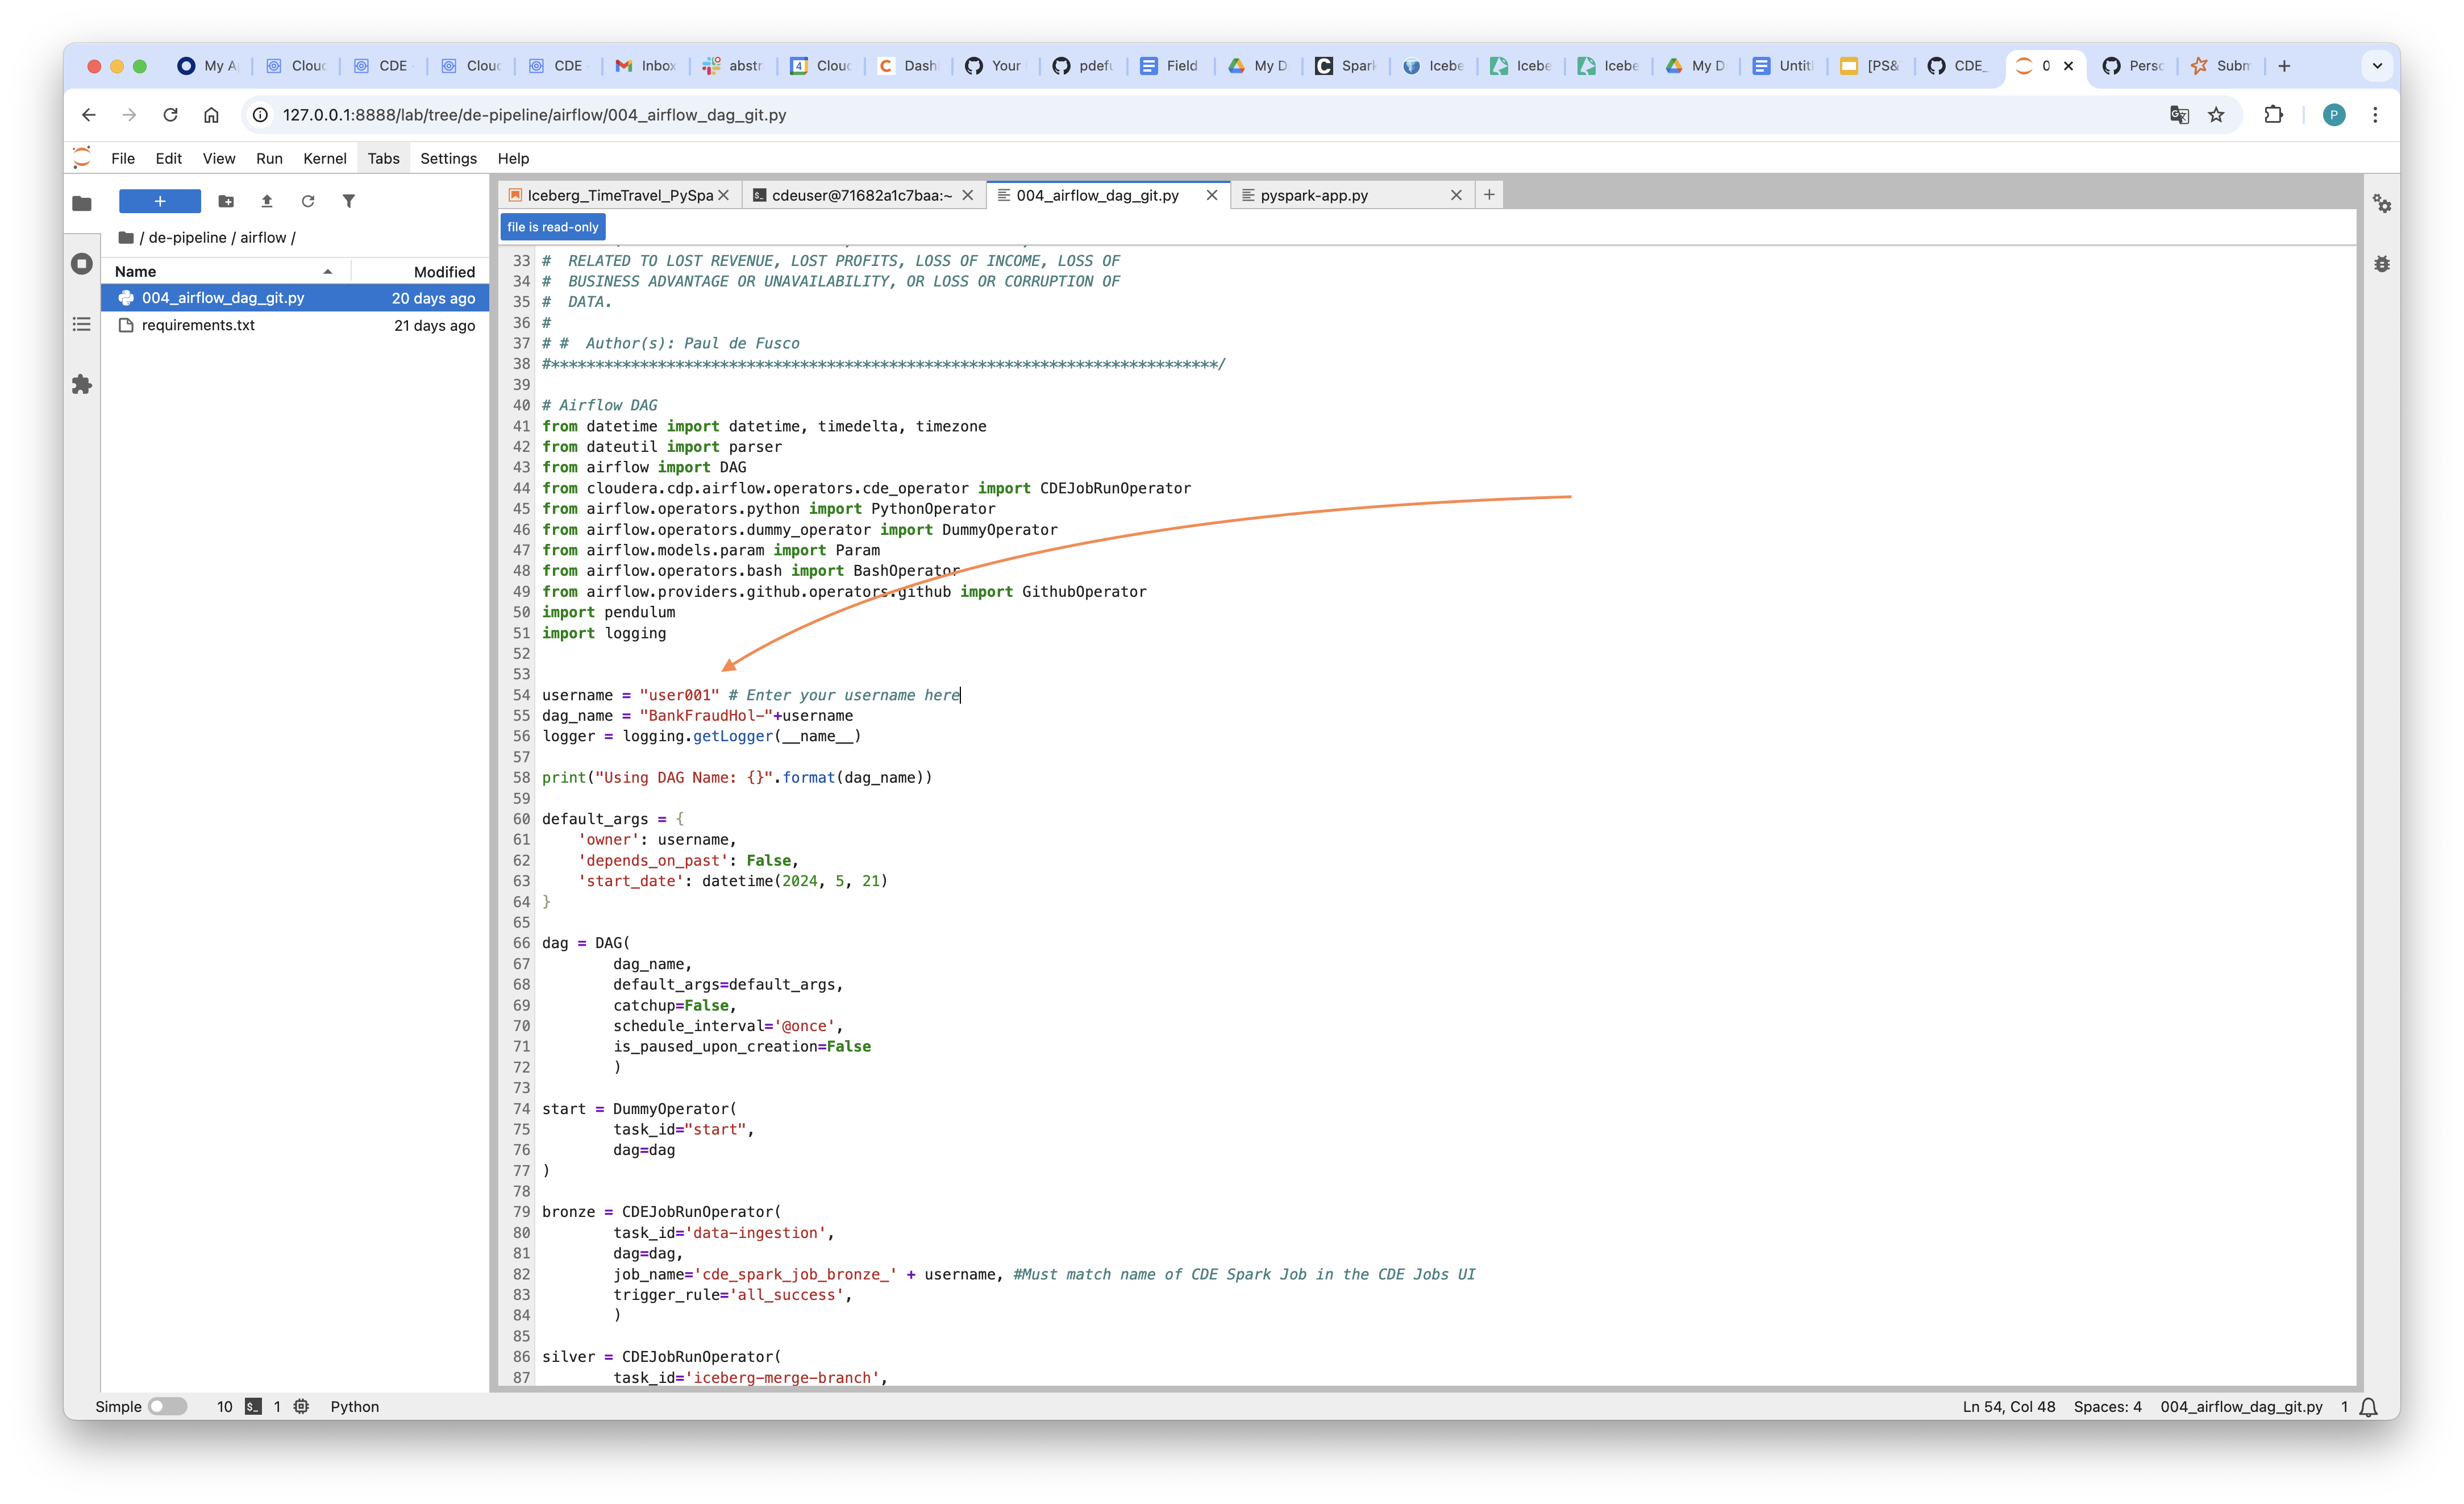 My A
Clouc
CDE
Clouc
CDE
Inbox
abstr
4
Clouc
Dash
Your
pdefu
Field
My D
Spark
Icebe
Icebe
Icebe
My D
Untit
[PS&
CDE_
0
Perso
Subm
127.0.0.1:8888/lab/tree/de-pipeline/airflow/004_airflow_dag_git.py
P
File Edit View Run Kernel Tabs Settings Help
/ de-pipeline / airflow /
Name Modified
004_airflow_dag_git.py 20 days ago
requirements.txt 21 days ago
Iceberg_TimeTravel_PySpa
cdeuser@71682a1c7baa:~
004_airflow_dag_git.py
pyspark-app.py
file is read-only
33 #  RELATED TO LOST REVENUE, LOST PROFITS, LOSS OF INCOME, LOSS OF
34 #  BUSINESS ADVANTAGE OR UNAVAILABILITY, OR LOSS OR CORRUPTION OF
35 #  DATA.
36 #
37 # #  Author(s): Paul de Fusco
38 #***************************************************************************/
39
40 # Airflow DAG
41 from datetime import datetime, timedelta, timezone
42 from dateutil import parser
43 from airflow import DAG
44 from cloudera.cdp.airflow.operators.cde_operator import CDEJobRunOperator
45 from airflow.operators.python import PythonOperator
46 from airflow.operators.dummy_operator import DummyOperator
47 from airflow.models.param import Param
48 from airflow.operators.bash import BashOperator
49 from airflow.providers.github.operators.github import GithubOperator
50 import pendulum
51 import logging
52
53
54 username = "user001" # Enter your username here
55 dag_name = "BankFraudHol-"+username
56 logger = logging.getLogger(__name__)
57
58 print("Using DAG Name: {}".format(dag_name))
59
60 default_args = {
61     'owner': username,
62     'depends_on_past': False,
63     'start_date': datetime(2024, 5, 21)
64 }
65
66 dag = DAG(
67         dag_name,
68         default_args=default_args,
69         catchup=False,
70         schedule_interval='@once',
71         is_paused_upon_creation=False
72         )
73
74 start = DummyOperator(
75         task_id="start",
76         dag=dag
77 )
78
79 bronze = CDEJobRunOperator(
80         task_id='data-ingestion',
81         dag=dag,
82         job_name='cde_spark_job_bronze_' + username, #Must match name of CDE Spark Job in the CDE Jobs UI
83         trigger_rule='all_success',
84         )
85
86 silver = CDEJobRunOperator(
87         task_id='iceberg-merge-branch',
Simple 10 1 Python Ln 54, Col 48 Spaces: 4 004_airflow_dag_git.py 1